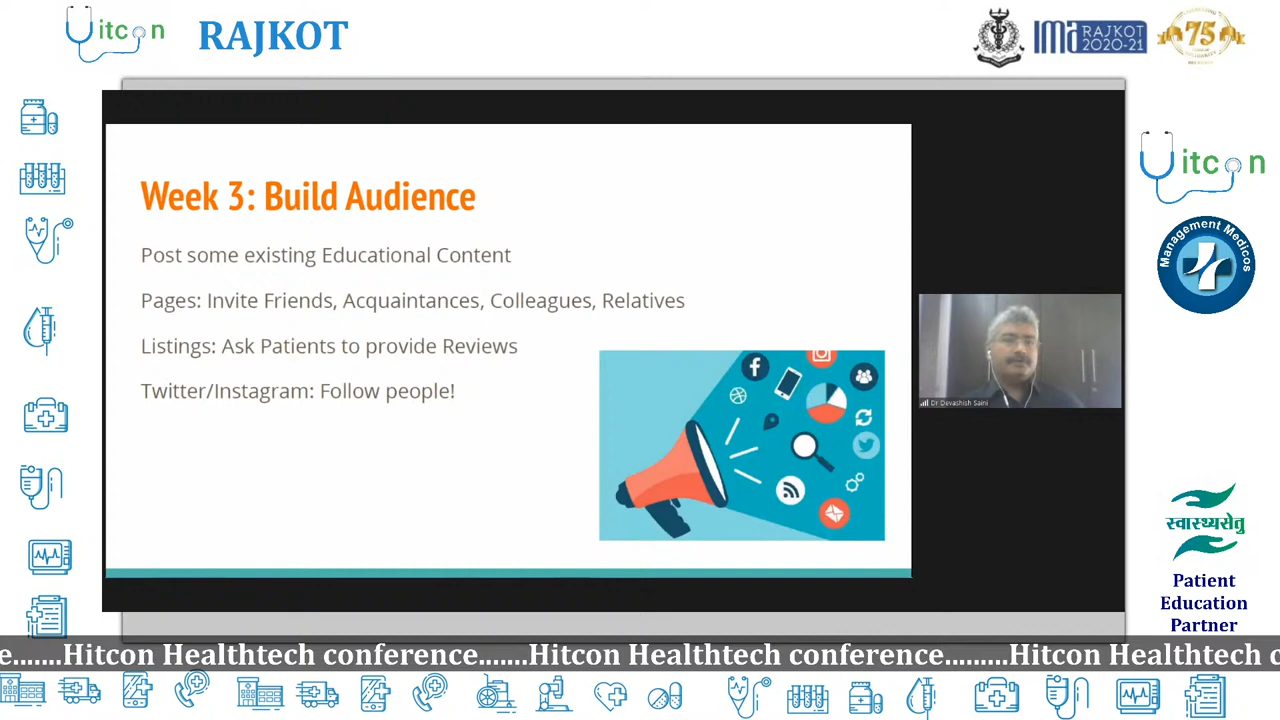 itcon
RAJKOT
ima RAJKOT
2020-21
75
Week 3: Build Audience
Post some existing Educational Content
Pages: Invite Friends, Acquaintances, Colleagues, Relatives
Listings: Ask Patients to provide Reviews
Twitter/Instagram: Follow people!
Dr Devashish Saini
itcon
Management Medicos
स्वास्थ्यसेतु
Patient
Education
Partner
e.......Hitcon Healthtech conference.......Hitcon Healthtech conference.........Hitcon Healthtech c